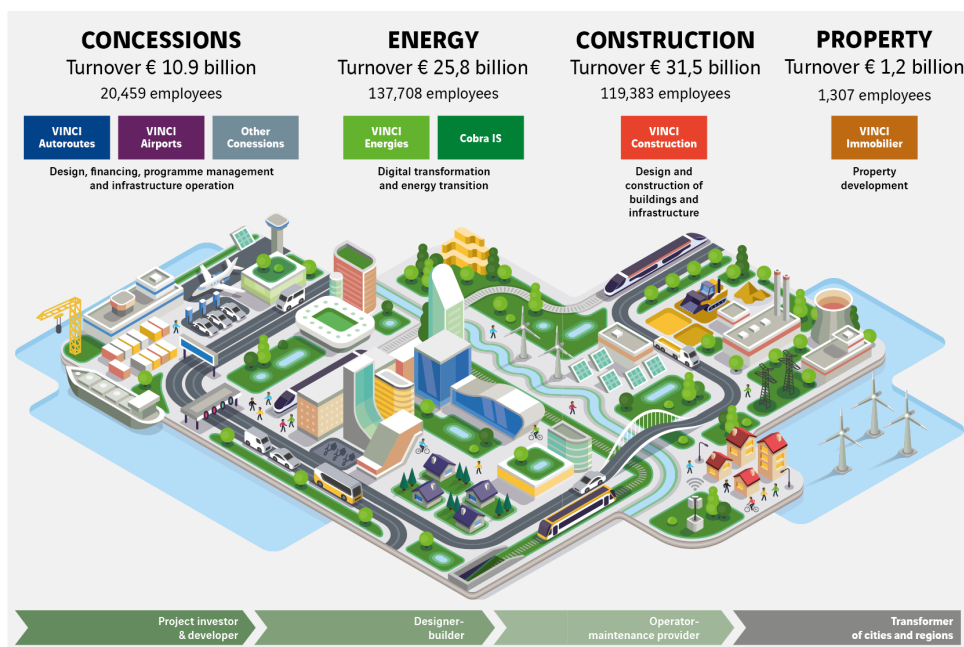 CONCESSIONS
Turnover € 10.9 billion
20,459 employees
VINCI
Autoroutes
VINCI
Airports
Other
Conessions
Design, financing, programme management
and infrastructure operation
ENERGY
Turnover € 25,8 billion
137,708 employees
VINCI
Energies
Cobra IS
Digital transformation
and energy transition
CONSTRUCTION
Turnover € 31,5 billion
119,383 employees
VINCI
Construction
Design and
construction of
buildings and
infrastructure
PROPERTY
Turnover € 1,2 billion
1,307 employees
VINCI
Immobilier
Property
development
Project investor
& developer
Designer-
builder
Operator-
maintenance provider
Transformer
of cities and regions